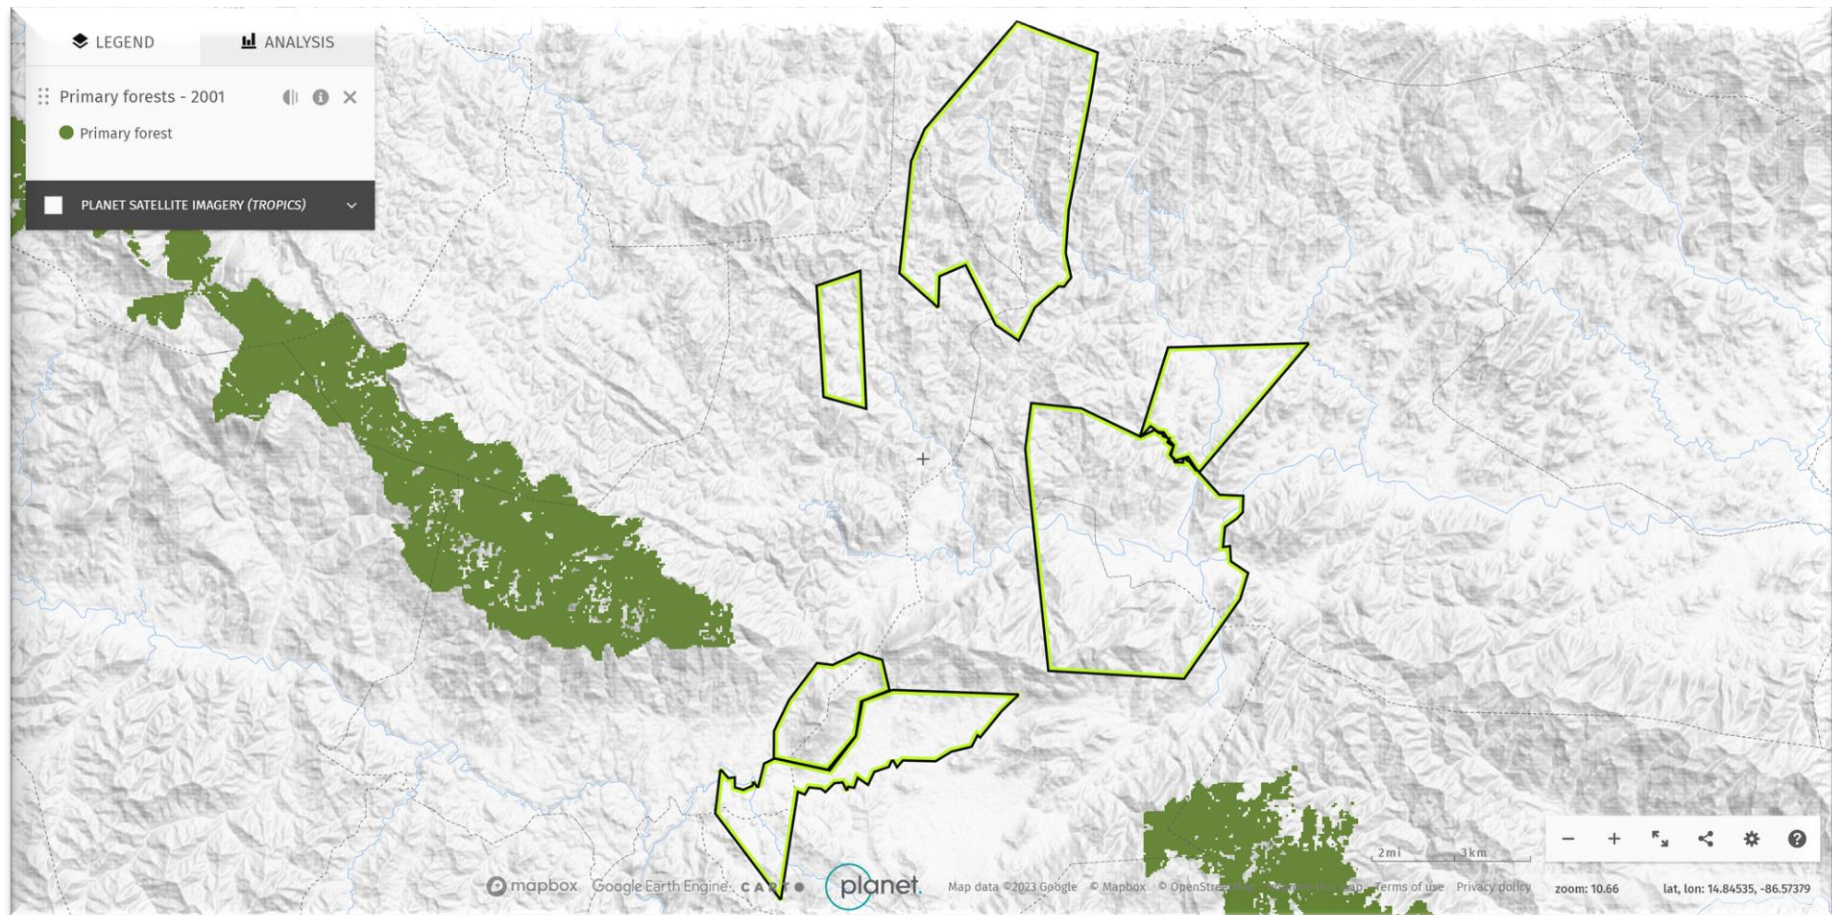 LEGEND
ANALYSIS
Primary forests - 2001
Primary forest
PLANET SATELLITE IMAGERY (TROPICS)
2mi
3km
mapbox
Google Earth Engine
CARTO
planet.
Map data ©2023 Google
© Mapbox
Terms of use
Privacy policy
zoom: 10.66
lat, lon: 14.84535, -86.57379